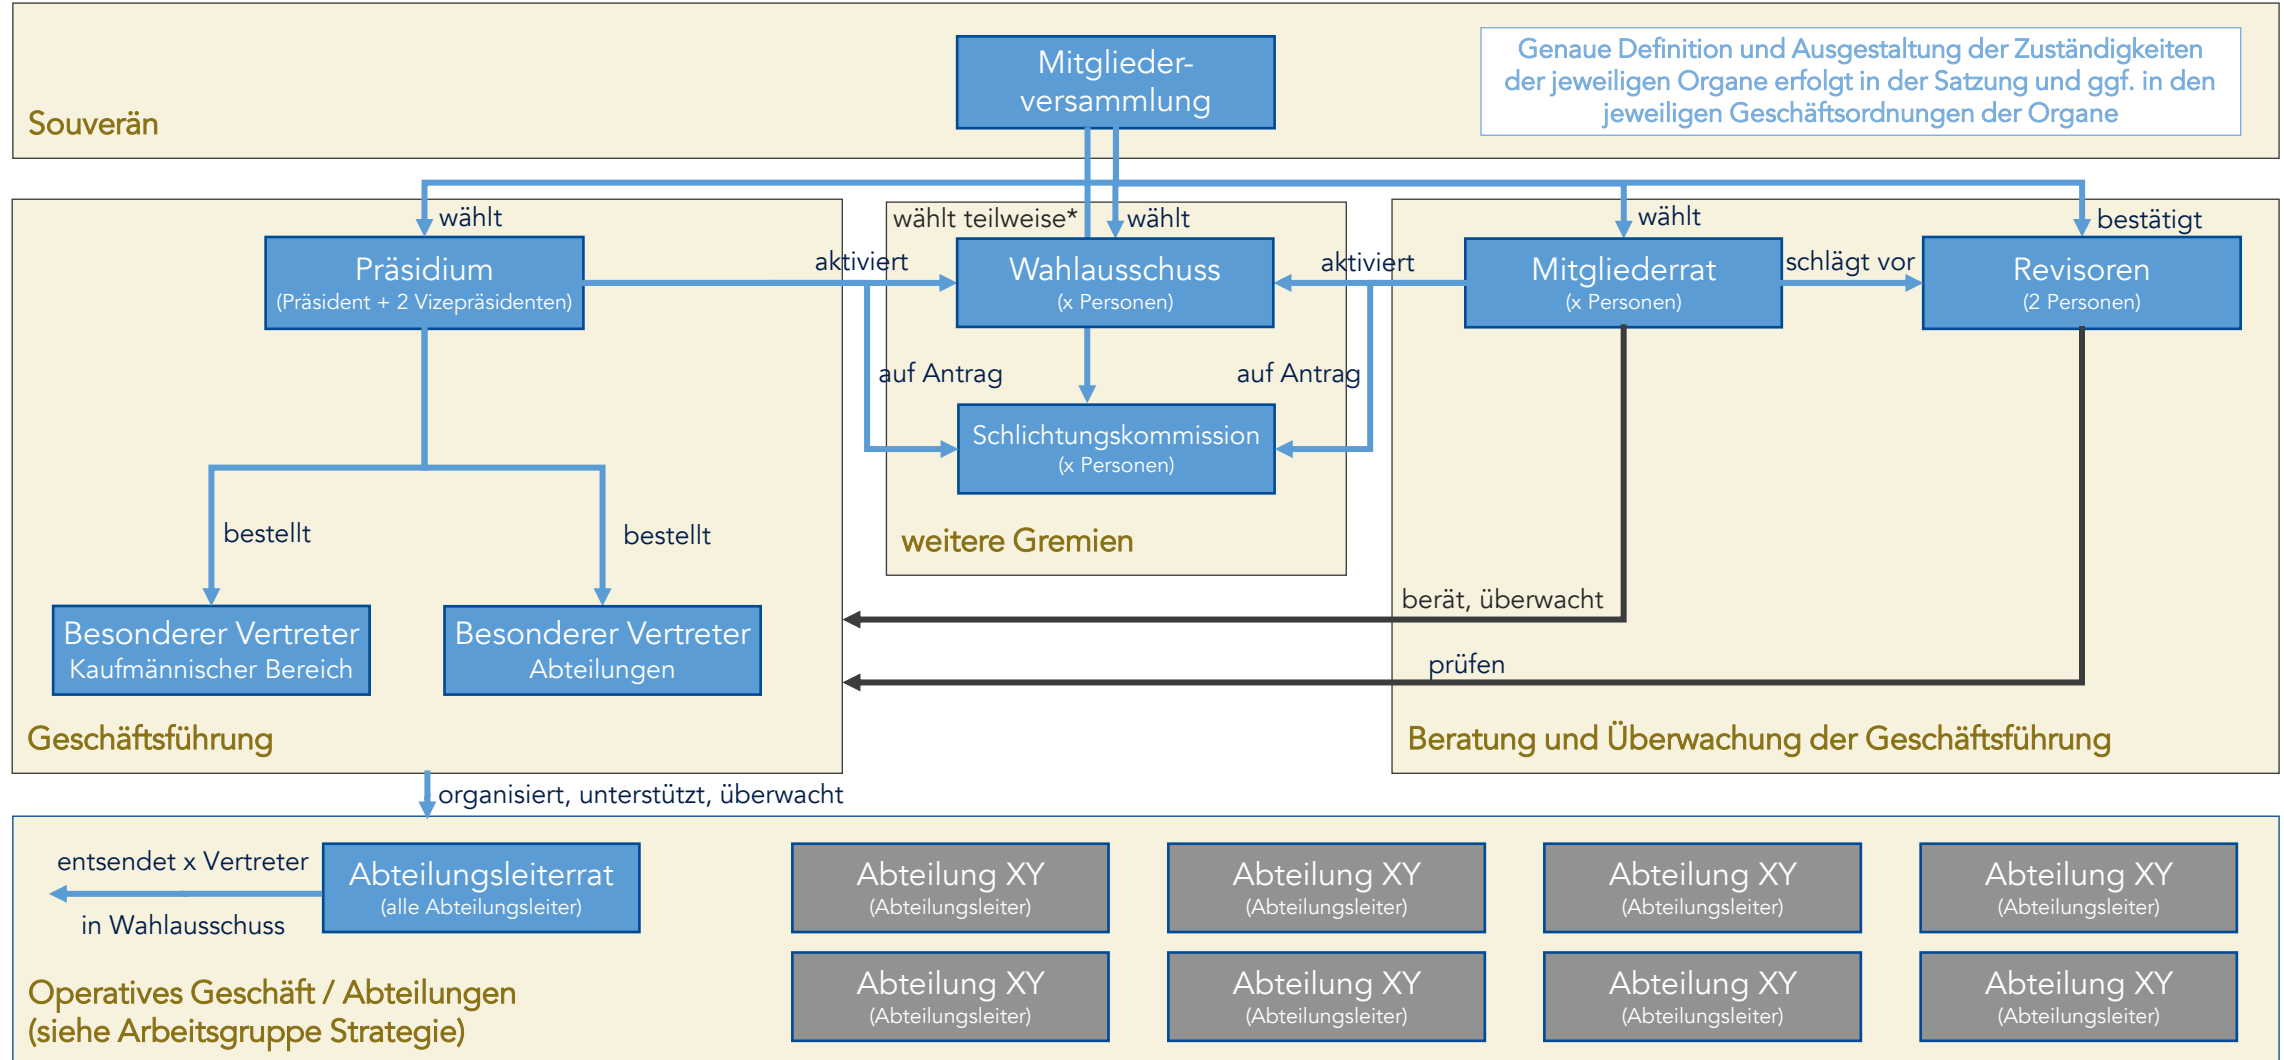 Mitglieder-
versammlung
Genaue Definition und Ausgestaltung der Zuständigkeiten
der jeweiligen Organe erfolgt in der Satzung und ggf. in den
jeweiligen Geschäftsordnungen der Organe
Souverän
wählt
wählt teilweise*
wählt
wählt
bestätigt
Präsidium
(Präsident + 2 Vizepräsidenten)
aktiviert
Wahlausschuss
(x Personen)
aktiviert
Mitgliederrat
(x Personen)
schlägt vor
Revisoren
(2 Personen)
auf Antrag
auf Antrag
Schlichtungskommission
(x Personen)
bestellt
bestellt
weitere Gremien
berät, überwacht
Besonderer Vertreter
Kaufmännischer Bereich
Besonderer Vertreter
Abteilungen
prüfen
Geschäftsführung
Beratung und Überwachung der Geschäftsführung
organisiert, unterstützt, überwacht
entsendet x Vertreter
in Wahlausschuss
Abteilungsleiterrat
(alle Abteilungsleiter)
Abteilung XY
(Abteilungsleiter)
Abteilung XY
(Abteilungsleiter)
Abteilung XY
(Abteilungsleiter)
Abteilung XY
(Abteilungsleiter)
Operatives Geschäft / Abteilungen
(siehe Arbeitsgruppe Strategie)
Abteilung XY
(Abteilungsleiter)
Abteilung XY
(Abteilungsleiter)
Abteilung XY
(Abteilungsleiter)
Abteilung XY
(Abteilungsleiter)